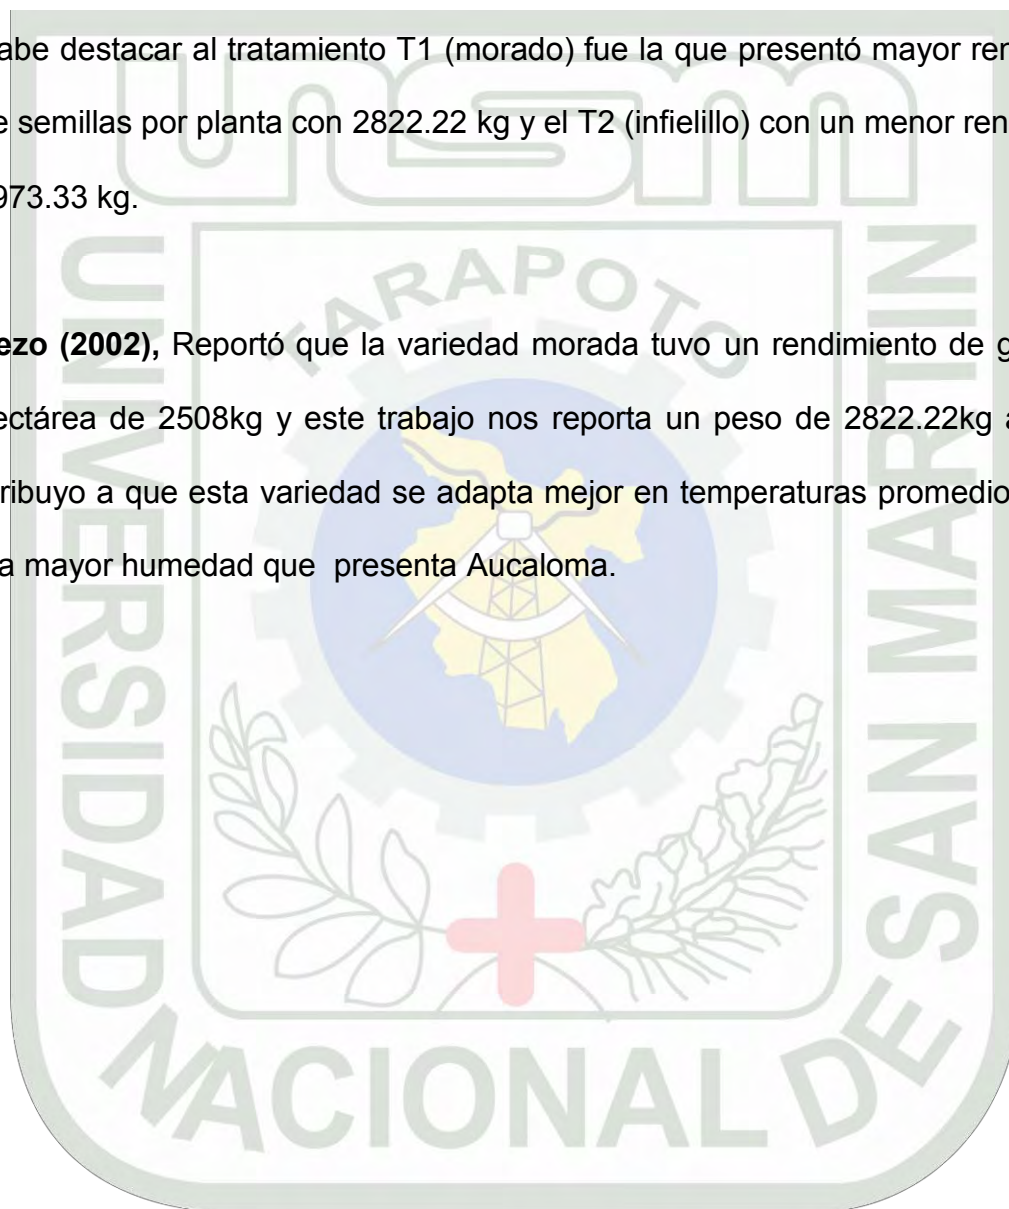 abe destacar al tratamiento T1 (morado) fue la que presentó mayor ren
e semillas por planta con 2822.22 kg y el T2 (infielillo) con un menor ren
973.33 kg.
ezo (2002), Reportó que la variedad morada tuvo un rendimiento de g
ectárea de 2508kg y este trabajo nos reporta un peso de 2822.22kg a
ribuyo a que esta variedad se adapta mejor en temperaturas promedio
a mayor humedad que presenta Aucaloma.
unsm
TARAPOTO
UNIVERSIDAD
NACIONAL DE
SAN MARTIN